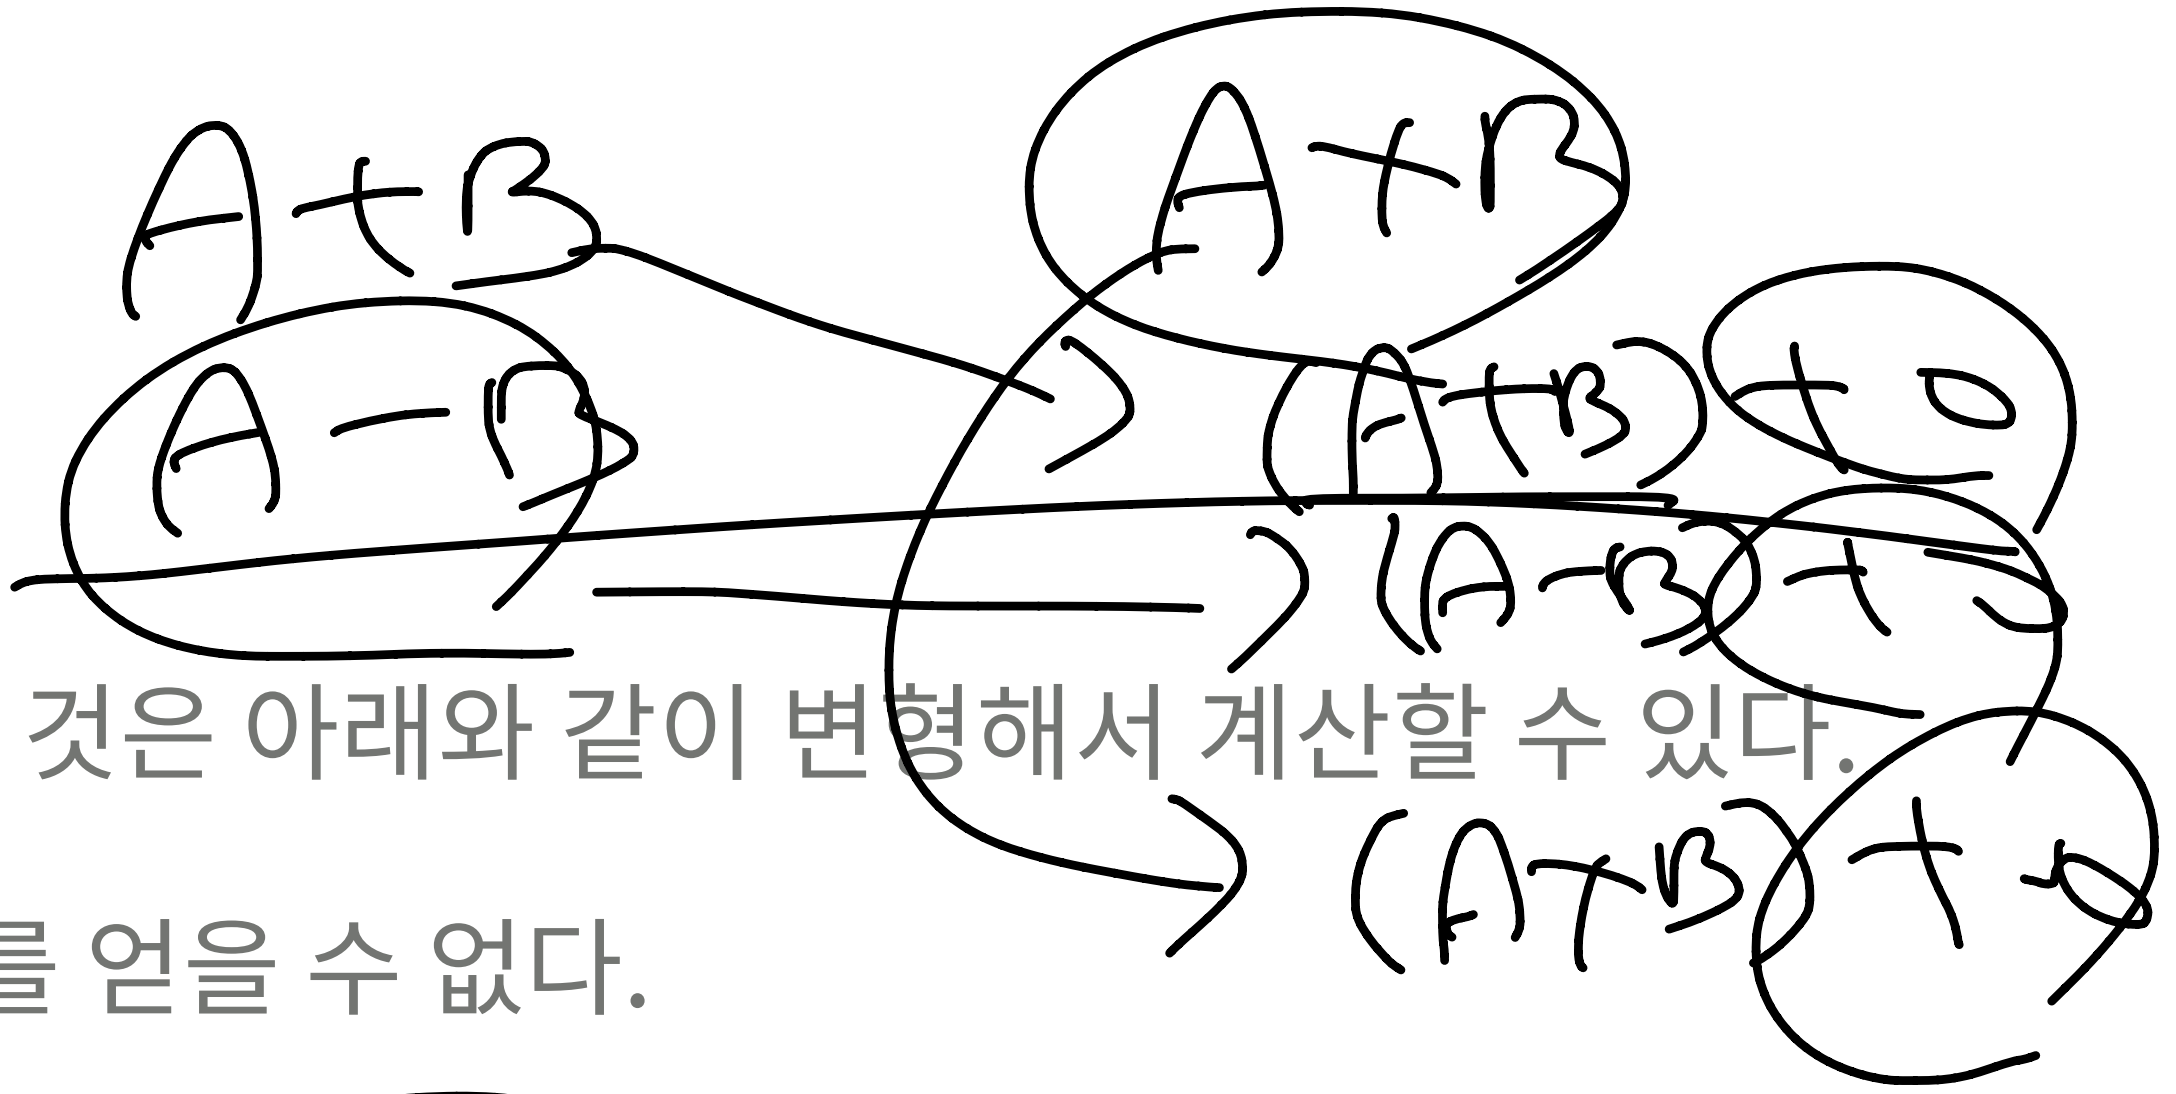 A+B
A+B
A-B
(A+B)+0
(A-B)+
것은 아래와 같이 변형해서 계산할 수 있다.
(A+B)+
를 얻을 수 없다.